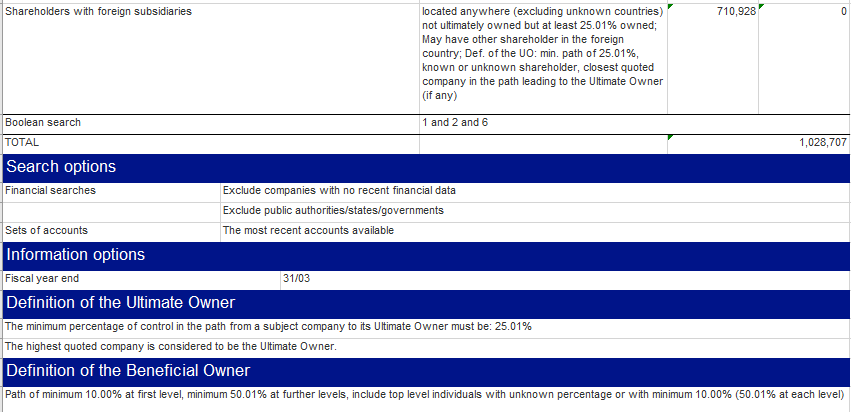 Shareholders with foreign subsidiaries
located anywhere (excluding unknown countries)
not ultimately owned but at least 25.01% owned;
May have other shareholder in the foreign
country; Def. of the UO: min. path of 25.01%,
known or unknown shareholder, closest quoted
company in the path leading to the Ultimate Owner
(if any)
710,928
0
Boolean search
1 and 2 and 6
TOTAL
1,028,707
Search options
Financial searches
Exclude companies with no recent financial data
Exclude public authorities/states/governments
Sets of accounts
The most recent accounts available
Information options
Fiscal year end
31/03
Definition of the Ultimate Owner
The minimum percentage of control in the path from a subject company to its Ultimate Owner must be: 25.01%
The highest quoted company is considered to be the Ultimate Owner.
Definition of the Beneficial Owner
Path of minimum 10.00% at first level, minimum 50.01% at further levels, include top level individuals with unknown percentage or with minimum 10.00% (50.01% at each level)